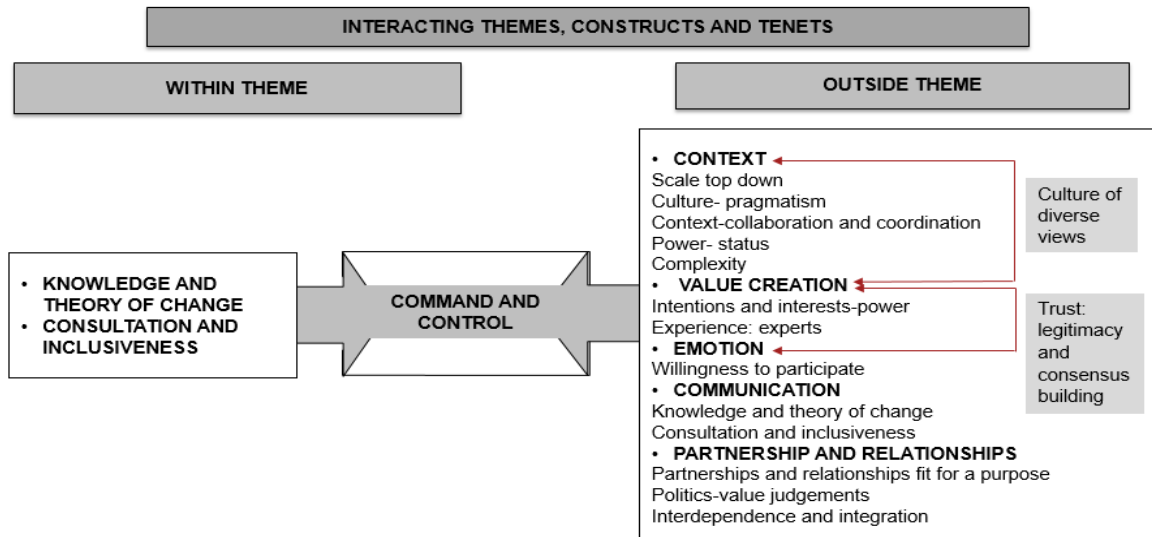 INTERACTING THEMES, CONSTRUCTS AND TENETS
WITHIN THEME
OUTSIDE THEME
• KNOWLEDGE AND
THEORY OF CHANGE
• CONSULTATION AND
INCLUSIVENESS
COMMAND AND
CONTROL
• CONTEXT
Scale top down
Culture- pragmatism
Context-collaboration and coordination
Power- status
Complexity
• VALUE CREATION
Intentions and interests-power
Experience: experts
• EMOTION
Willingness to participate
• COMMUNICATION
Knowledge and theory of change
Consultation and inclusiveness
• PARTNERSHIP AND RELATIONSHIPS
Partnerships and relationships fit for a purpose
Politics-value judgements
Interdependence and integration
Culture of
diverse
views
Trust:
legitimacy
and
consensus
building